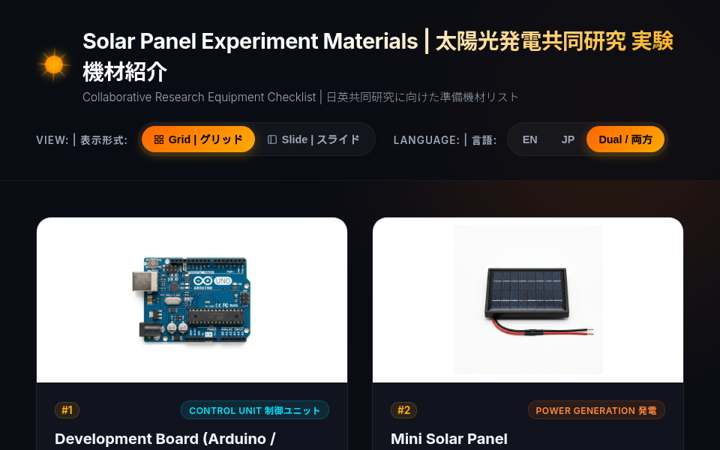 Solar Panel Experiment Materials | 太陽光発電共同研究 実験
機材紹介
Collaborative Research Equipment Checklist | 日英共同研究に向けた準備機材リスト
VIEW: | 表示形式: Grid | グリッド Slide | スライド LANGUAGE: | 言語: EN JP Dual / 両方
UNO
ARDUINO
#1 CONTROL UNIT 制御ユニット
Development Board (Arduino /
#2 POWER GENERATION 発電
Mini Solar Panel